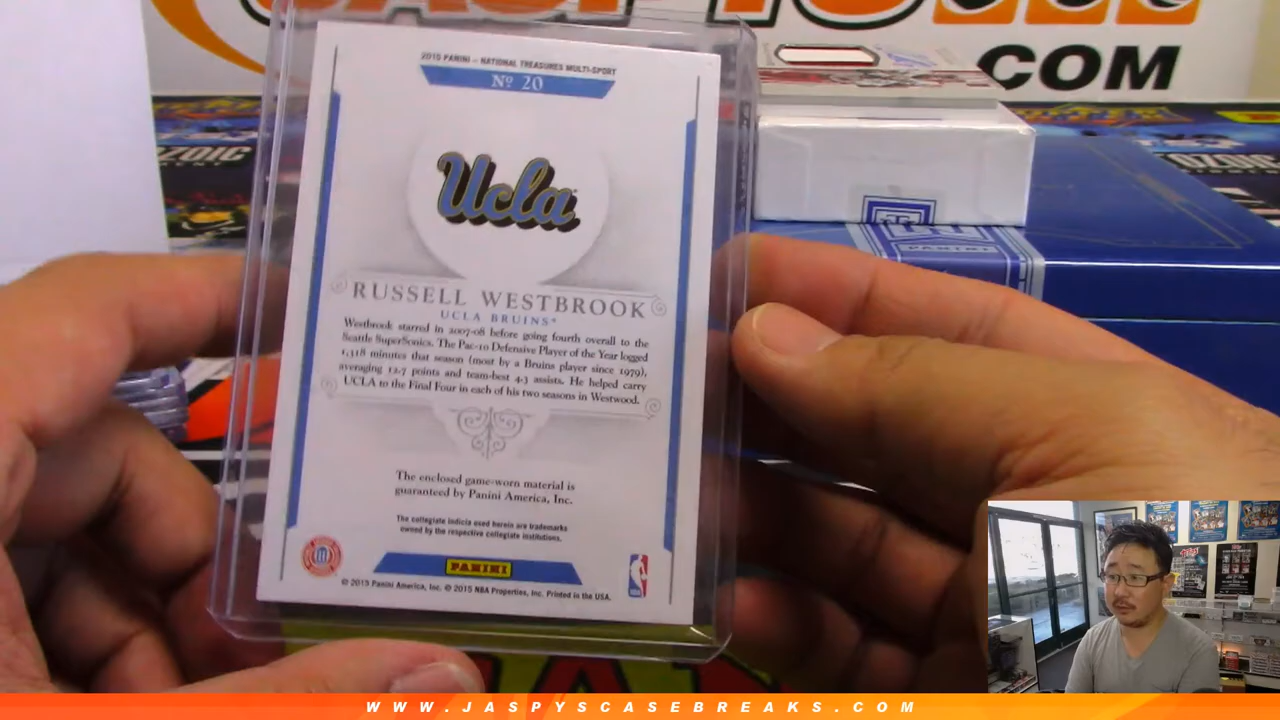 .COM
2015 PANINI – NATIONAL TREASURES MULTI-SPORT
Nº 20
Ucla
RUSSELL WESTBROOK
UCLA BRUINS*
Westbrook starred in 2007-08 before going fourth overall to the
Seattle SuperSonics. The Pac-10 Defensive Player of the Year logged
1,318 minutes that season (most by a Bruins player since 1979),
averaging 12.7 points and team-best 4.3 assists. He helped carry
UCLA to the Final Four in each of his two seasons in Westwood.
The enclosed game-worn material is
guaranteed by Panini America, Inc.
The collegiate indicia used herein are trademarks
owned by the respective collegiate institutions.
PANINI
© 2015 Panini America, Inc. © 2015 NBA Properties, Inc. Printed in the USA.
PANINI
WWW.JASPYSCASEBREAKS.COM